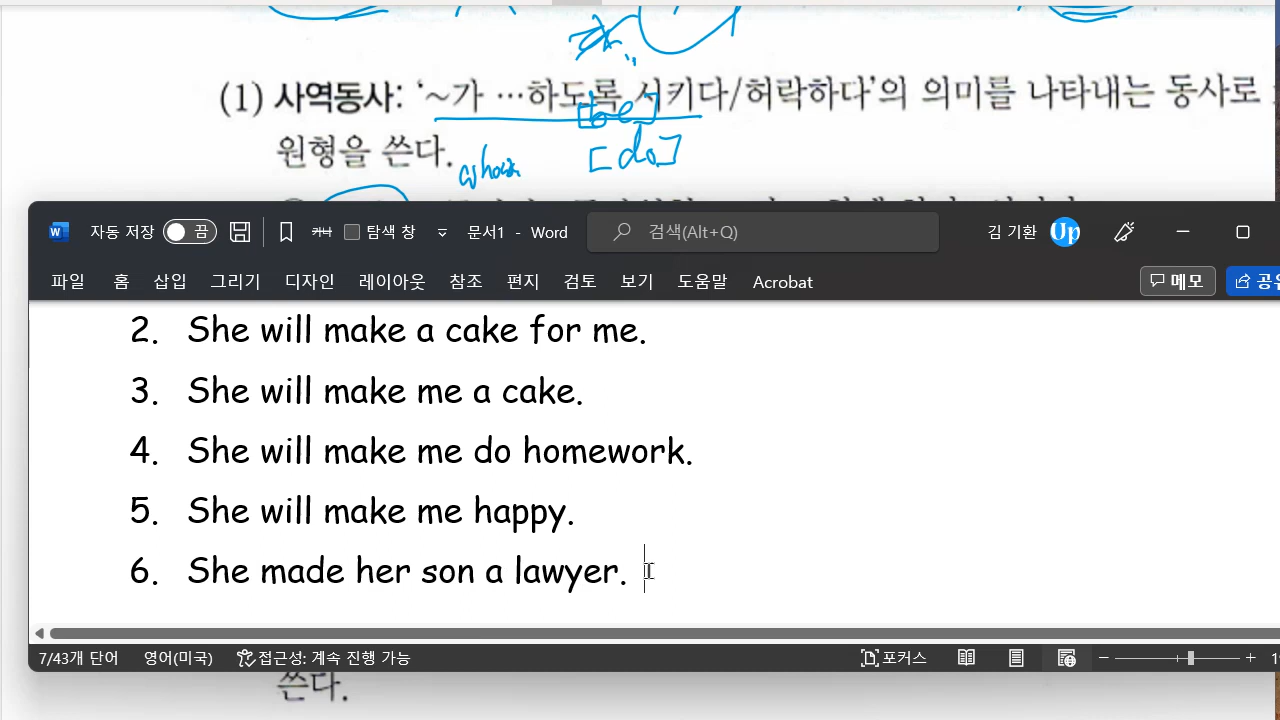 (1) 사역동사: ‘~가 …하도록 시키다/허락하다’의 의미를 나타내는 동사로
[be]
원형을 쓴다.
[do]
자동 저장 끔 가나 탐색 창 문서1 - Word 검색(Alt+Q) 김 기환 Up
파일 홈 삽입 그리기 디자인 레이아웃 참조 편지 검토 보기 도움말 Acrobat 메모
2. She will make a cake for me.
3. She will make me a cake.
4. She will make me do homework.
5. She will make me happy.
6. She made her son a lawyer.
7/43개 단어 영어(미국) 접근성: 계속 진행 가능 포커스
쓴다.